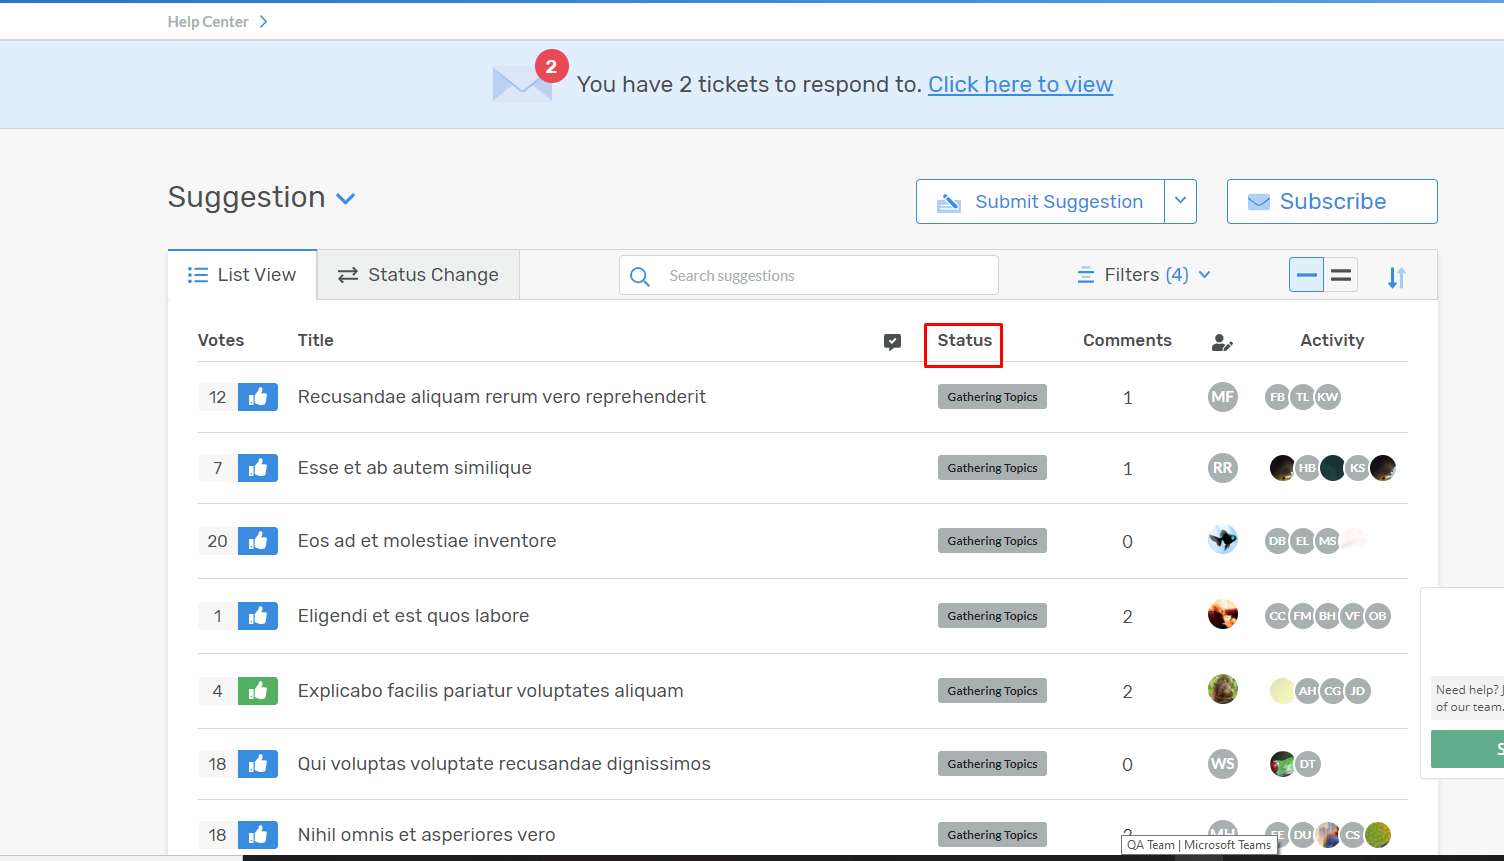 Help Center
2
You have 2 tickets to respond to. Click here to view
Suggestion
Submit Suggestion
Subscribe
List View
Status Change
Search suggestions
Filters (4)
Votes Title Status Comments Activity
12 Recusandae aliquam rerum vero reprehenderit Gathering Topics 1 MF FB TL KW
7 Esse et ab autem similique Gathering Topics 1 RR HB KS
20 Eos ad et molestiae inventore Gathering Topics 0 DB EL MS
1 Eligendi et est quos labore Gathering Topics 2 CC FM BH VF OB
4 Explicabo facilis pariatur voluptates aliquam Gathering Topics 2 AH CG JD
18 Qui voluptas voluptate recusandae dignissimos Gathering Topics 0 WS DT
18 Nihil omnis et asperiores vero Gathering Topics MH DU CS
QA Team | Microsoft Teams
Need help? J
of our team.
S